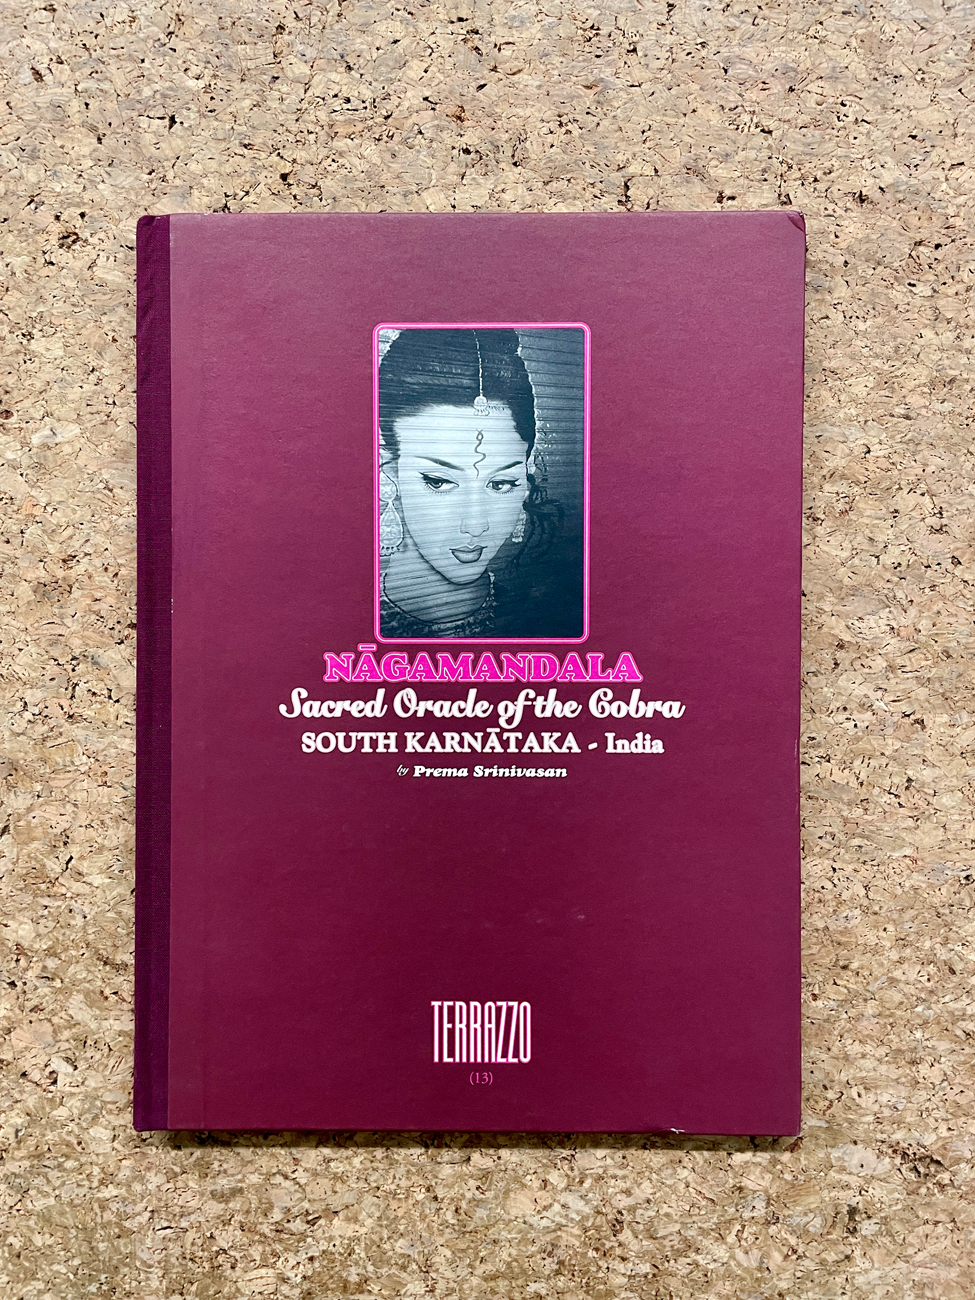 NĀGAMANDALA
Sacred Oracle of the Cobra
SOUTH KARNĀTAKA - India
by Prema Srinivasan
TERRAZZO
(13)